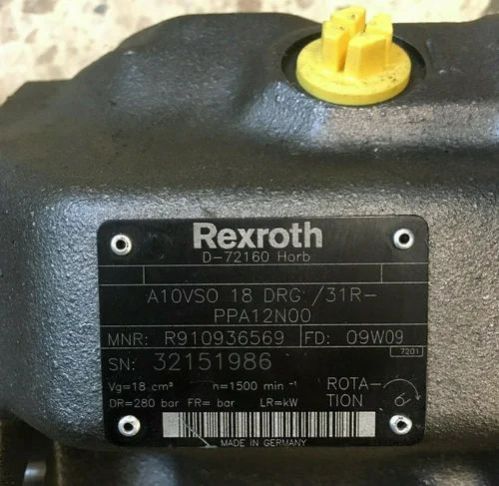 Rexroth
D-72160 Horb
A10VSO 18 DRG /31R-
PPA12N00
MNR: R910936569 FD: 09W09
7201
SN: 32151986
Vg=18 cm³ n=1500 min⁻¹ ROTA-
DR=280 bar FR= bar LR=kW TION
MADE IN GERMANY